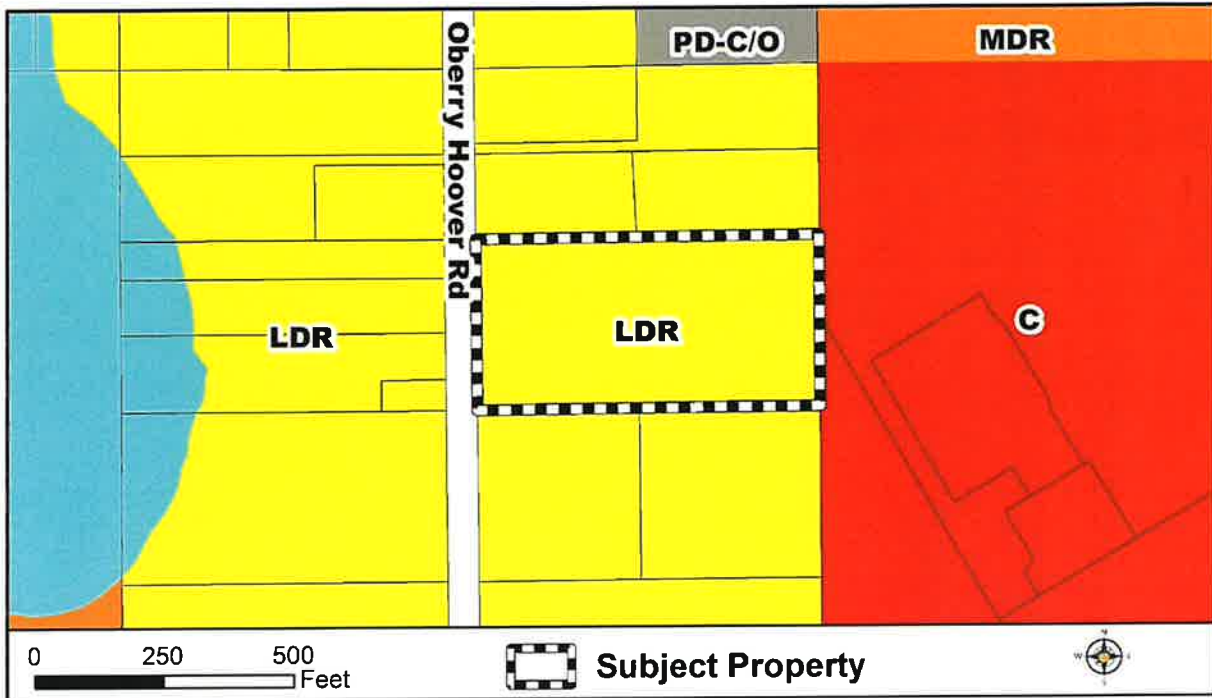 PD-C/O
MDR
Oberry Hoover Rd
LDR
LDR
C
0 250 500
Feet
Subject Property
N
W
S